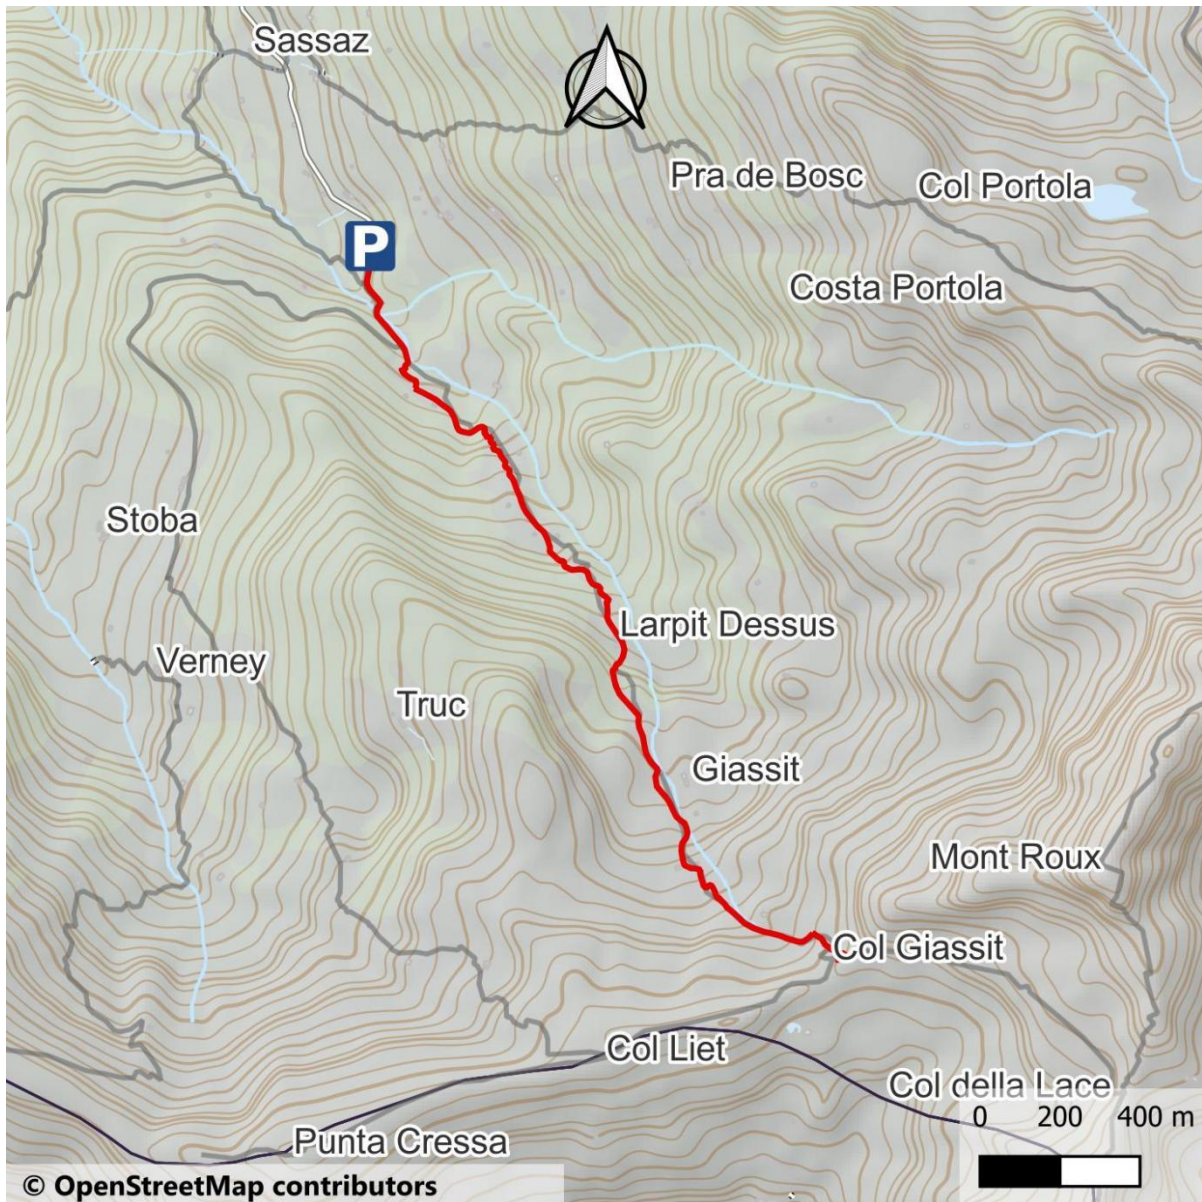 Sassaz
Pra de Bosc
Col Portola
P
Costa Portola
Stoba
Larpit Dessus
Verney
Truc
Giassit
Mont Roux
Col Giassit
Col Liet
Col della Lace
0 200 400 m
Punta Cressa
© OpenStreetMap contributors